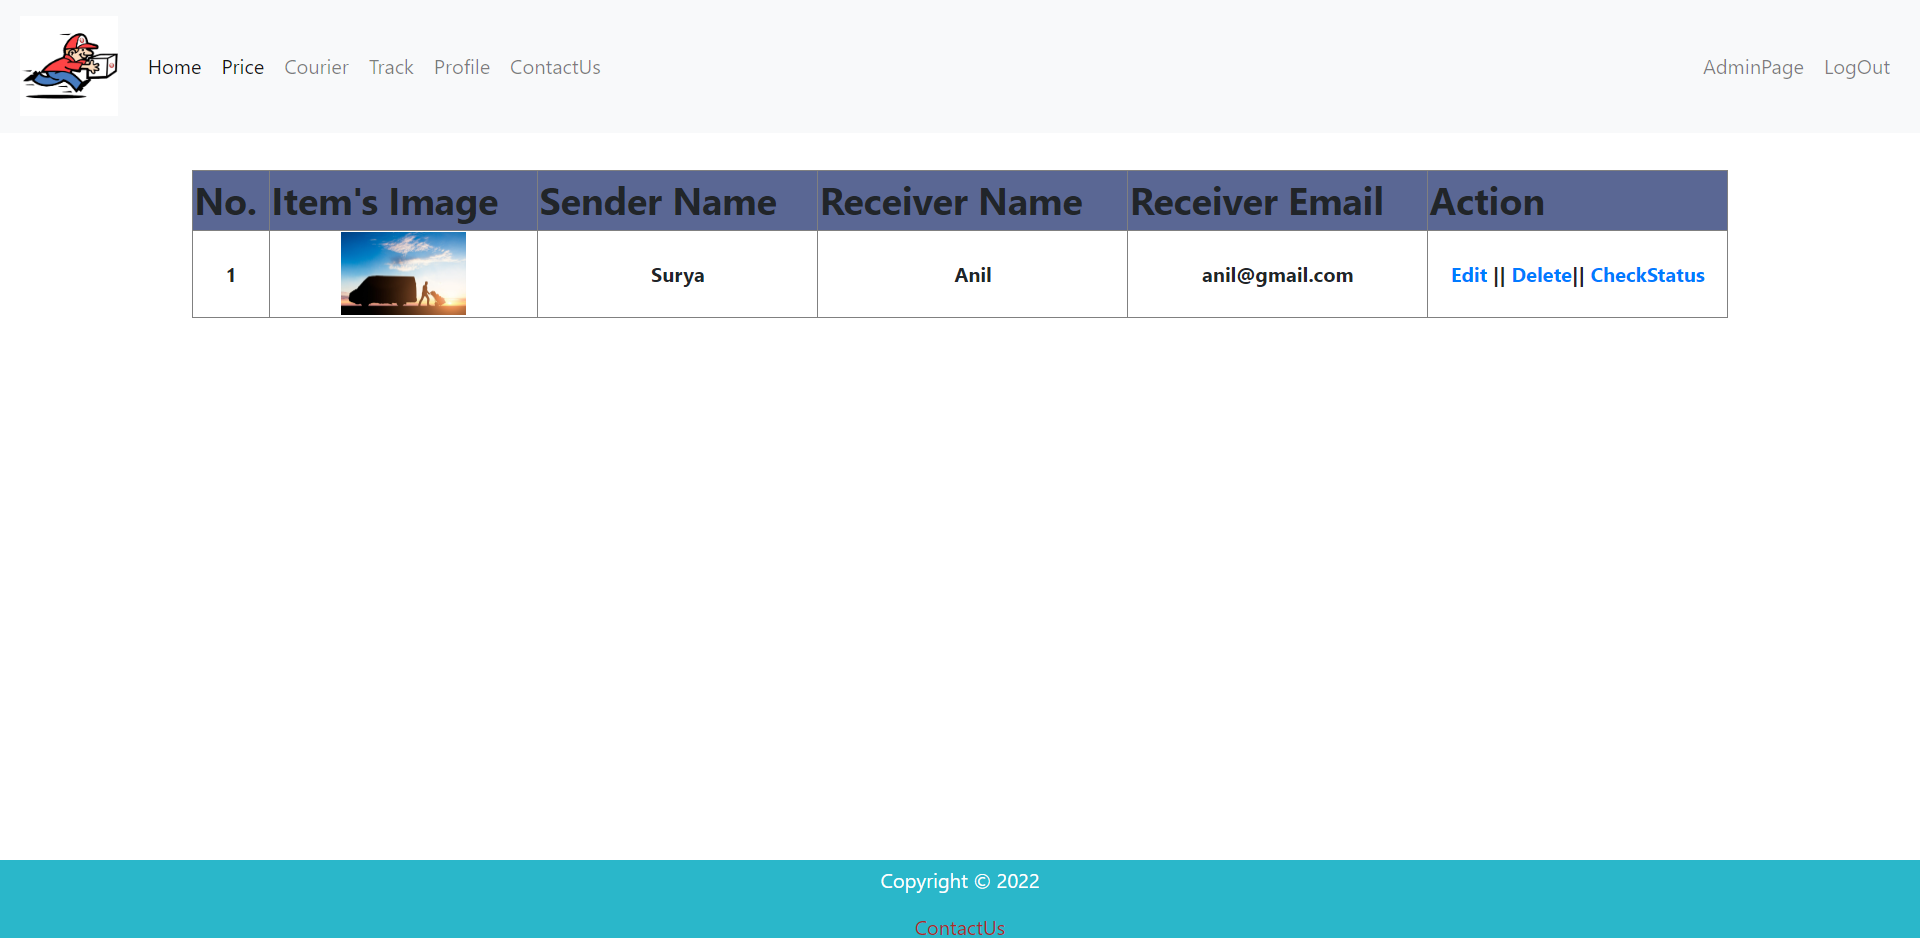 Home Price Courier Track Profile ContactUs AdminPage LogOut
No. Item's Image Sender Name Receiver Name Receiver Email Action
1 Surya Anil anil@gmail.com Edit || Delete|| CheckStatus
Copyright © 2022
ContactUs